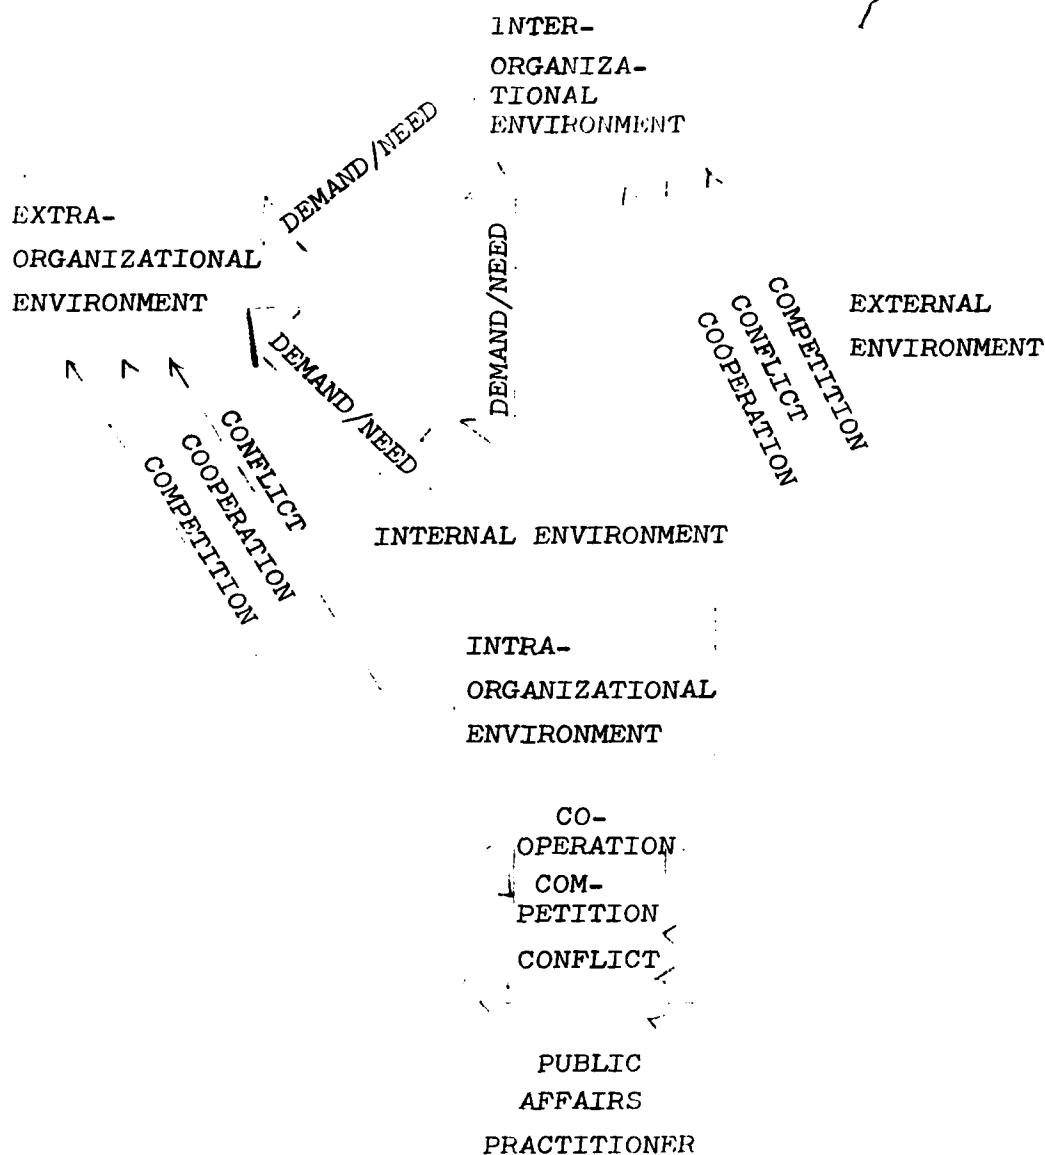 INTER-
ORGANIZA-
TIONAL
ENVIRONMENT
DEMAND/NEED
EXTRA-
ORGANIZATIONAL
ENVIRONMENT
DEMAND/NEED
DEMAND/NEED
COMPETITION
CONFLICT
COOPERATION
EXTERNAL
ENVIRONMENT
CONFLICT
COOPERATION
COMPETITION
INTERNAL ENVIRONMENT
INTRA-
ORGANIZATIONAL
ENVIRONMENT
CO-
OPERATION
COM-
PETITION
CONFLICT
PUBLIC
AFFAIRS
PRACTITIONER